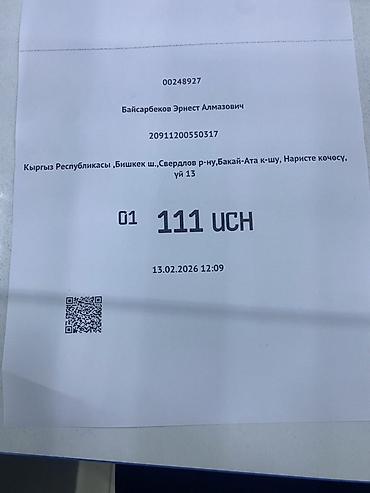 00248927
Байсарбеков Эрнест Алмазович
20911200550317
Кыргыз Республикасы ,Бишкек ш.,Свердлов р-ну,Бакай-Ата к-шу, Наристе көчөсү,
үй 13
01 111 UCH
13.02.2026 12:09